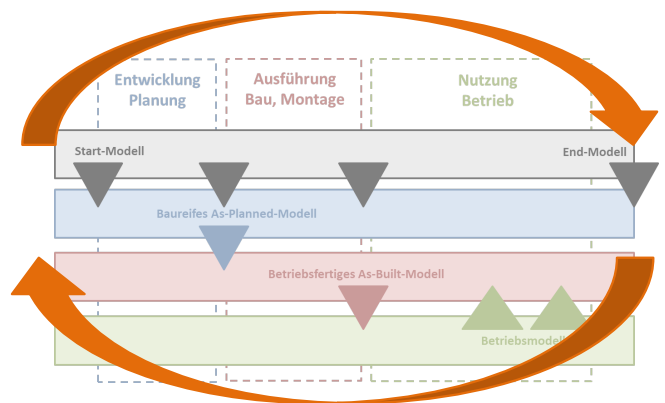 Entwicklung
Planung
Ausführung
Bau, Montage
Nutzung
Betrieb
Start-Modell
End-Modell
Baureifes As-Planned-Modell
Betriebsfertiges As-Built-Modell